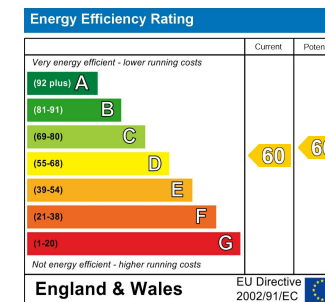 Energy Efficiency Rating
Current
Very energy efficient - lower running costs
(92 plus) A
(81-91) B
(69-80) C
(55-68) D
60
(39-54) E
(21-38) F
(1-20) G
Not energy efficient - higher running costs
England & Wales
EU Directive
2002/91/EC